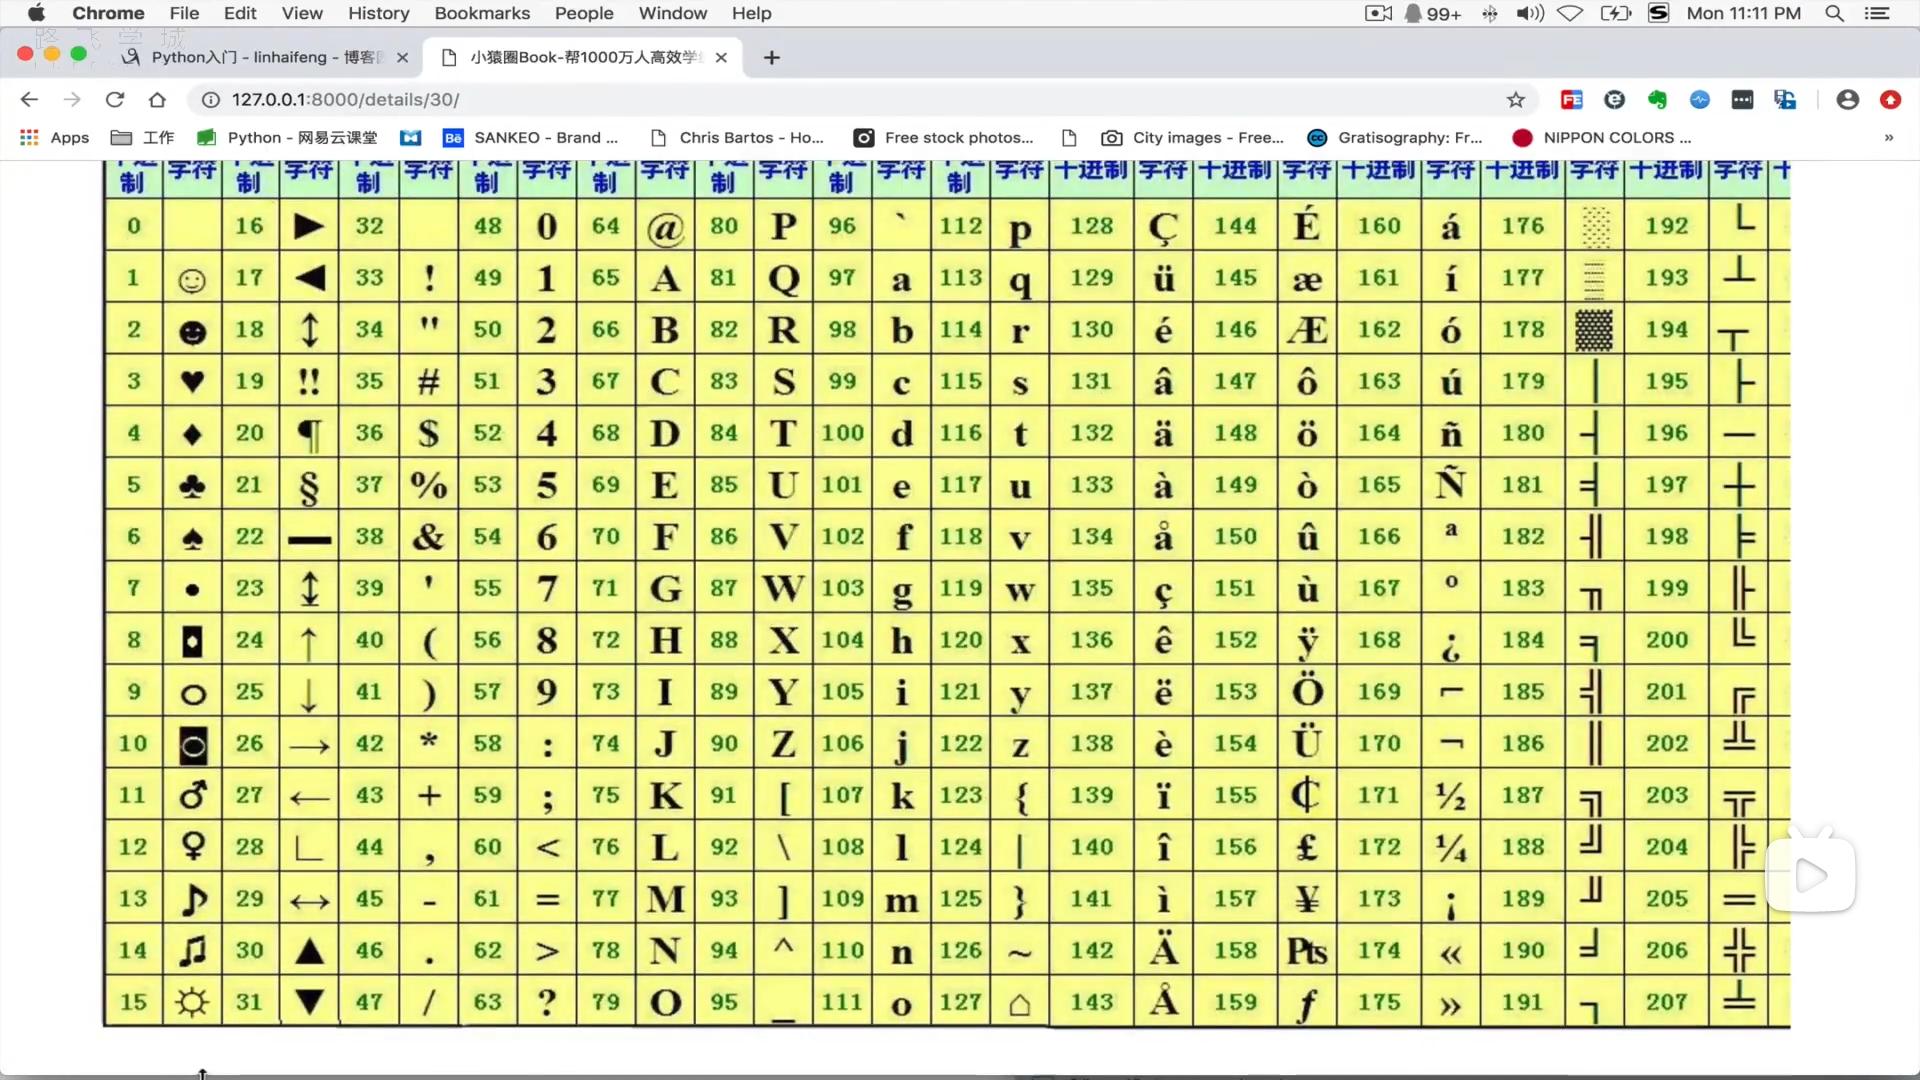 Chrome File Edit View History Bookmarks People Window Help 99+ Mon 11:11 PM
路飞学城
Python入门 - linhaifeng - 博客 小猿圈Book-帮1000万人高效学
127.0.0.1:8000/details/30/
Apps 工作 Python - 网易云课堂 Bē SANKEO - Brand ... Chris Bartos - Ho... Free stock photos... City images - Free... Gratisography: Fr... NIPPON COLORS ... »
制 字符 制 字符 制 字符 制 字符 制 字符 制 字符 制 字符 制 字符 十进制 字符 十进制 字符 十进制 字符 十进制 字符 十进制 字符
0 16 ► 32 48 0 64 @ 80 P 96 ` 112 p 128 Ç 144 É 160 á 176 ░ 192 └
1 ☺ 17 ◄ 33 ! 49 1 65 A 81 Q 97 a 113 q 129 ü 145 æ 161 í 177 ▒ 193 ┴
2 ☻ 18 ↕ 34 " 50 2 66 B 82 R 98 b 114 r 130 é 146 Æ 162 ó 178 ▓ 194 ┬
3 ♥ 19 ‼ 35 # 51 3 67 C 83 S 99 c 115 s 131 â 147 ô 163 ú 179 │ 195 ├
4 ♦ 20 ¶ 36 $ 52 4 68 D 84 T 100 d 116 t 132 ä 148 ö 164 ñ 180 ┤ 196 ─
5 ♣ 21 § 37 % 53 5 69 E 85 U 101 e 117 u 133 à 149 ò 165 Ñ 181 ╡ 197 ┼
6 ♠ 22 ▬ 38 & 54 6 70 F 86 V 102 f 118 v 134 å 150 û 166 ª 182 ╢ 198 ╞
7 • 23 ↨ 39 ' 55 7 71 G 87 W 103 g 119 w 135 ç 151 ù 167 º 183 ╖ 199 ╟
8 ◘ 24 ↑ 40 ( 56 8 72 H 88 X 104 h 120 x 136 ê 152 ÿ 168 ¿ 184 ╕ 200 ╚
9 ○ 25 ↓ 41 ) 57 9 73 I 89 Y 105 i 121 y 137 ë 153 Ö 169 ⌐ 185 ╣ 201 ╔
10 ◙ 26 → 42 * 58 : 74 J 90 Z 106 j 122 z 138 è 154 Ü 170 ¬ 186 ║ 202 ╩
11 ♂ 27 ← 43 + 59 ; 75 K 91 [ 107 k 123 { 139 ï 155 ₵ 171 ½ 187 ╗ 203 ╦
12 ♀ 28 ∟ 44 , 60 < 76 L 92 \ 108 l 124 | 140 î 156 £ 172 ¼ 188 ╝ 204 ╠
13 ♪ 29 ↔ 45 - 61 = 77 M 93 ] 109 m 125 } 141 ì 157 ¥ 173 ¡ 189 ╜ 205 ═
14 ♫ 30 ▲ 46 . 62 > 78 N 94 ^ 110 n 126 ~ 142 Ä 158 Pts 174 « 190 ╛ 206 ╬
15 ☼ 31 ▼ 47 / 63 ? 79 O 95 _ 111 o 127 ⌂ 143 Å 159 ƒ 175 » 191 ┐ 207 ╧